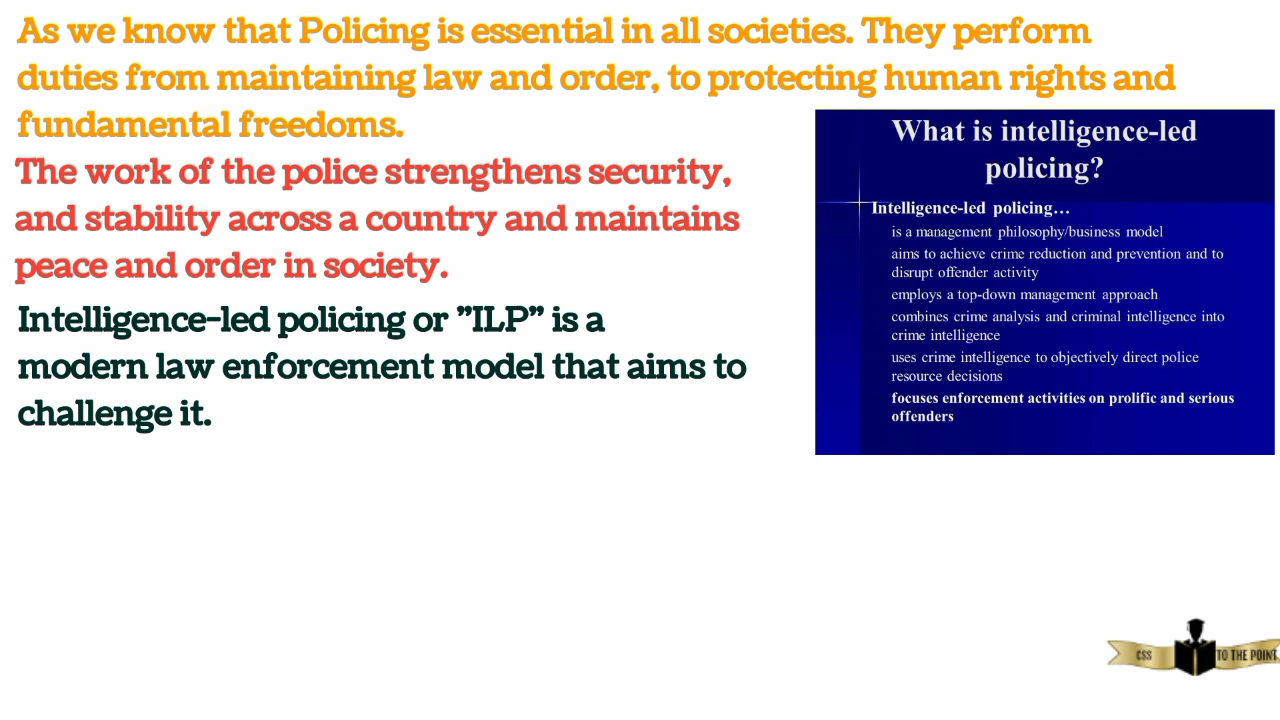 As we know that Policing is essential in all societies. They perform
duties from maintaining law and order, to protecting human rights and
fundamental freedoms.
The work of the police strengthens security,
and stability across a country and maintains
peace and order in society.
Intelligence-led policing or "ILP" is a
modern law enforcement model that aims to
challenge it.
What is intelligence-led
policing?
Intelligence-led policing…
is a management philosophy/business model
aims to achieve crime reduction and prevention and to
disrupt offender activity
employs a top-down management approach
combines crime analysis and criminal intelligence into
crime intelligence
uses crime intelligence to objectively direct police
resource decisions
focuses enforcement activities on prolific and serious
offenders
CSS TO THE POINT